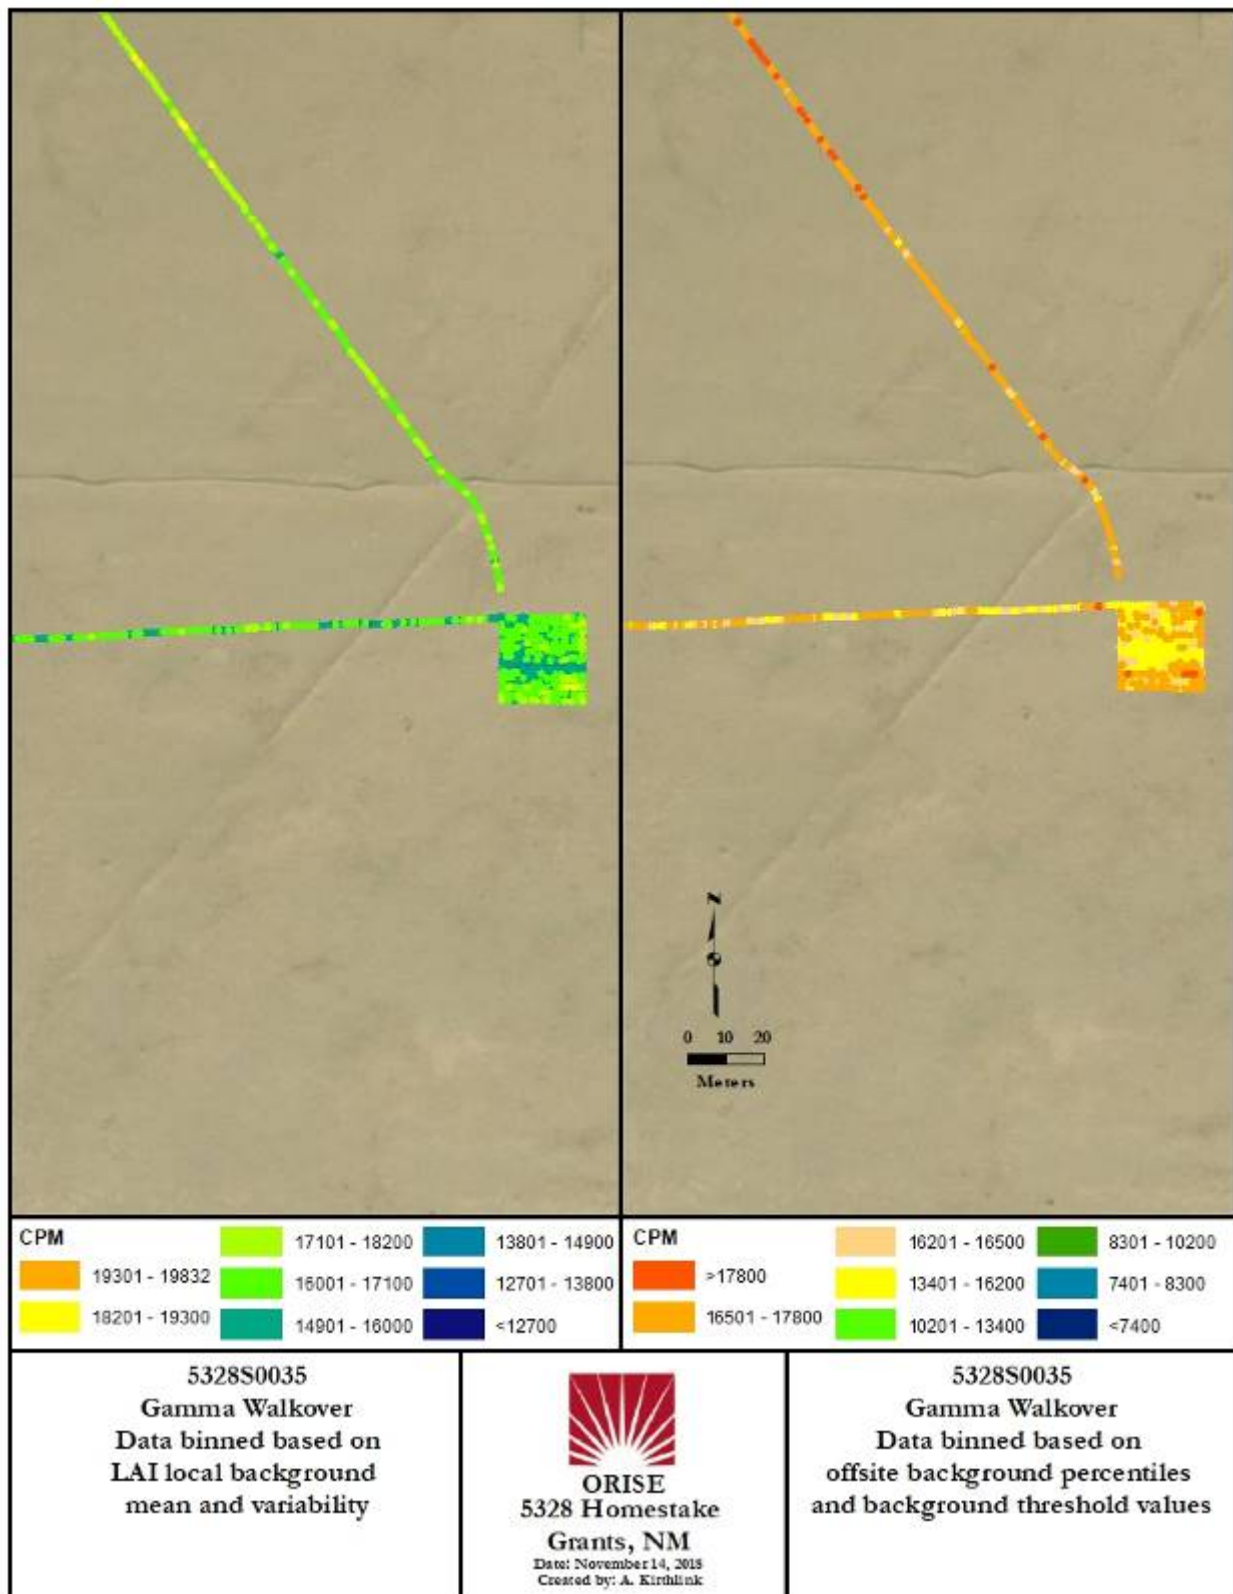 N
0 10 20
Meters
CPM
19301 - 19832
18201 - 19300
17101 - 18200
16001 - 17100
14901 - 16000
13801 - 14900
12701 - 13800
<12700
CPM
>17800
16501 - 17800
16201 - 16500
13401 - 16200
10201 - 13400
8301 - 10200
7401 - 8300
<7400
5328S0035
Gamma Walkover
Data binned based on
LAI local background
mean and variability
ORISE
5328 Homestake
Grants, NM
Date: November 14, 2018
Created by: A. Kirthlink
5328S0035
Gamma Walkover
Data binned based on
offsite background percentiles
and background threshold values